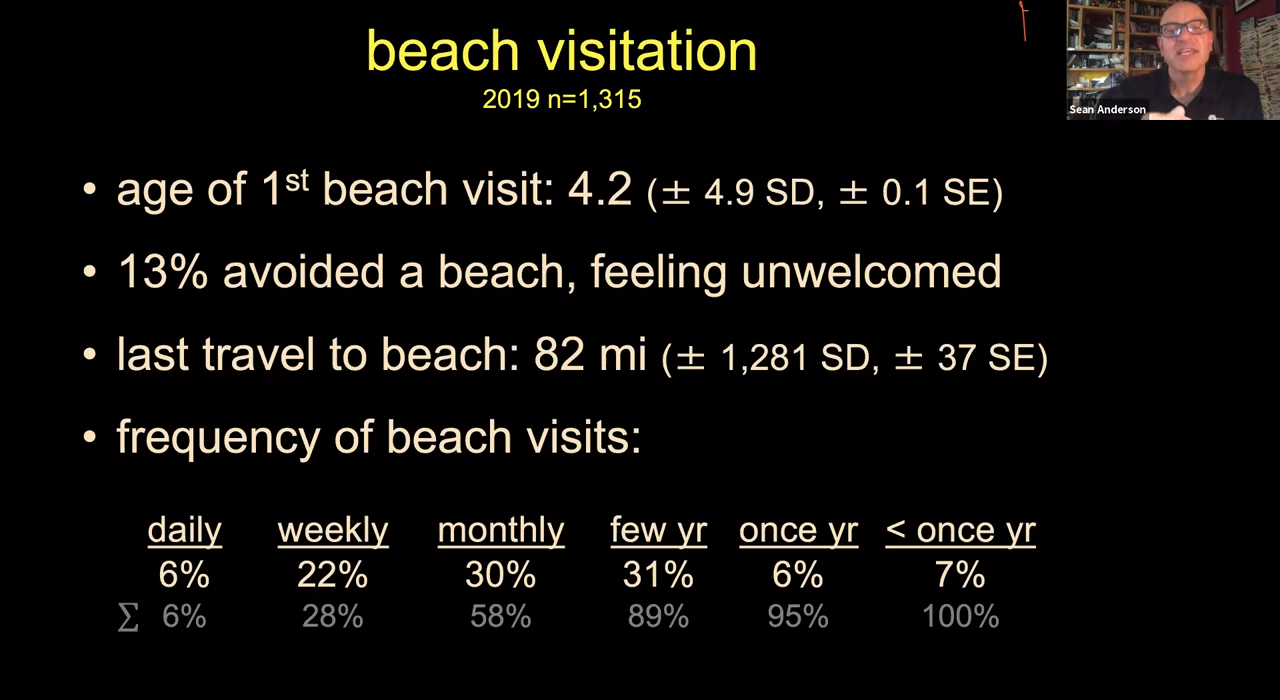 beach visitation
2019 n=1,315
Sean Anderson
• age of 1st beach visit: 4.2 (± 4.9 SD, ± 0.1 SE)
• 13% avoided a beach, feeling unwelcomed
• last travel to beach: 82 mi (± 1,281 SD, ± 37 SE)
• frequency of beach visits:
daily weekly monthly few yr once yr < once yr
6% 22% 30% 31% 6% 7%
∑ 6% 28% 58% 89% 95% 100%